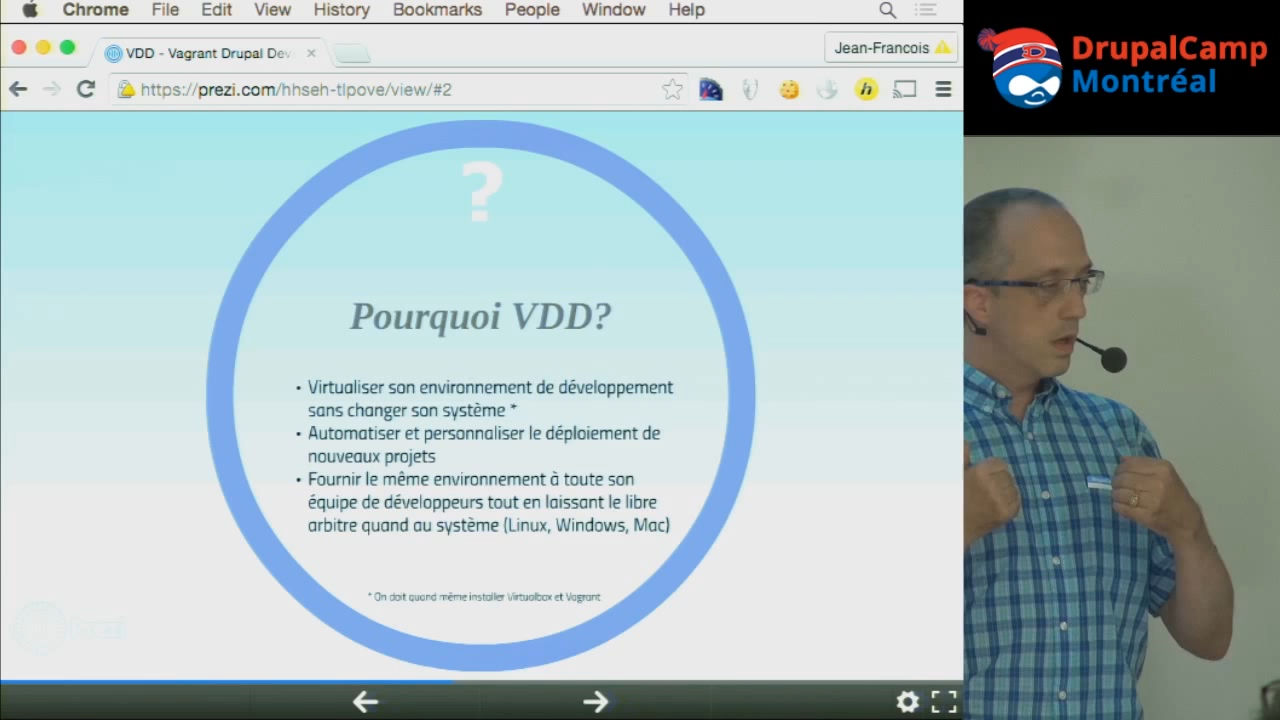 Chrome File Edit View History Bookmarks People Window Help
VDD - Vagrant Drupal Dev
Jean-Francois
https://prezi.com/hhseh-tlpove/view/#2
h
?
Pourquoi VDD?
• Virtualiser son environnement de développement
sans changer son système *
• Automatiser et personnaliser le déploiement de
nouveaux projets
• Fournir le même environnement à toute son
équipe de développeurs tout en laissant le libre
arbitre quand au système (Linux, Windows, Mac)
* On doit quand même installer Virtualbox et Vagrant
Prezi
DrupalCamp
Montréal